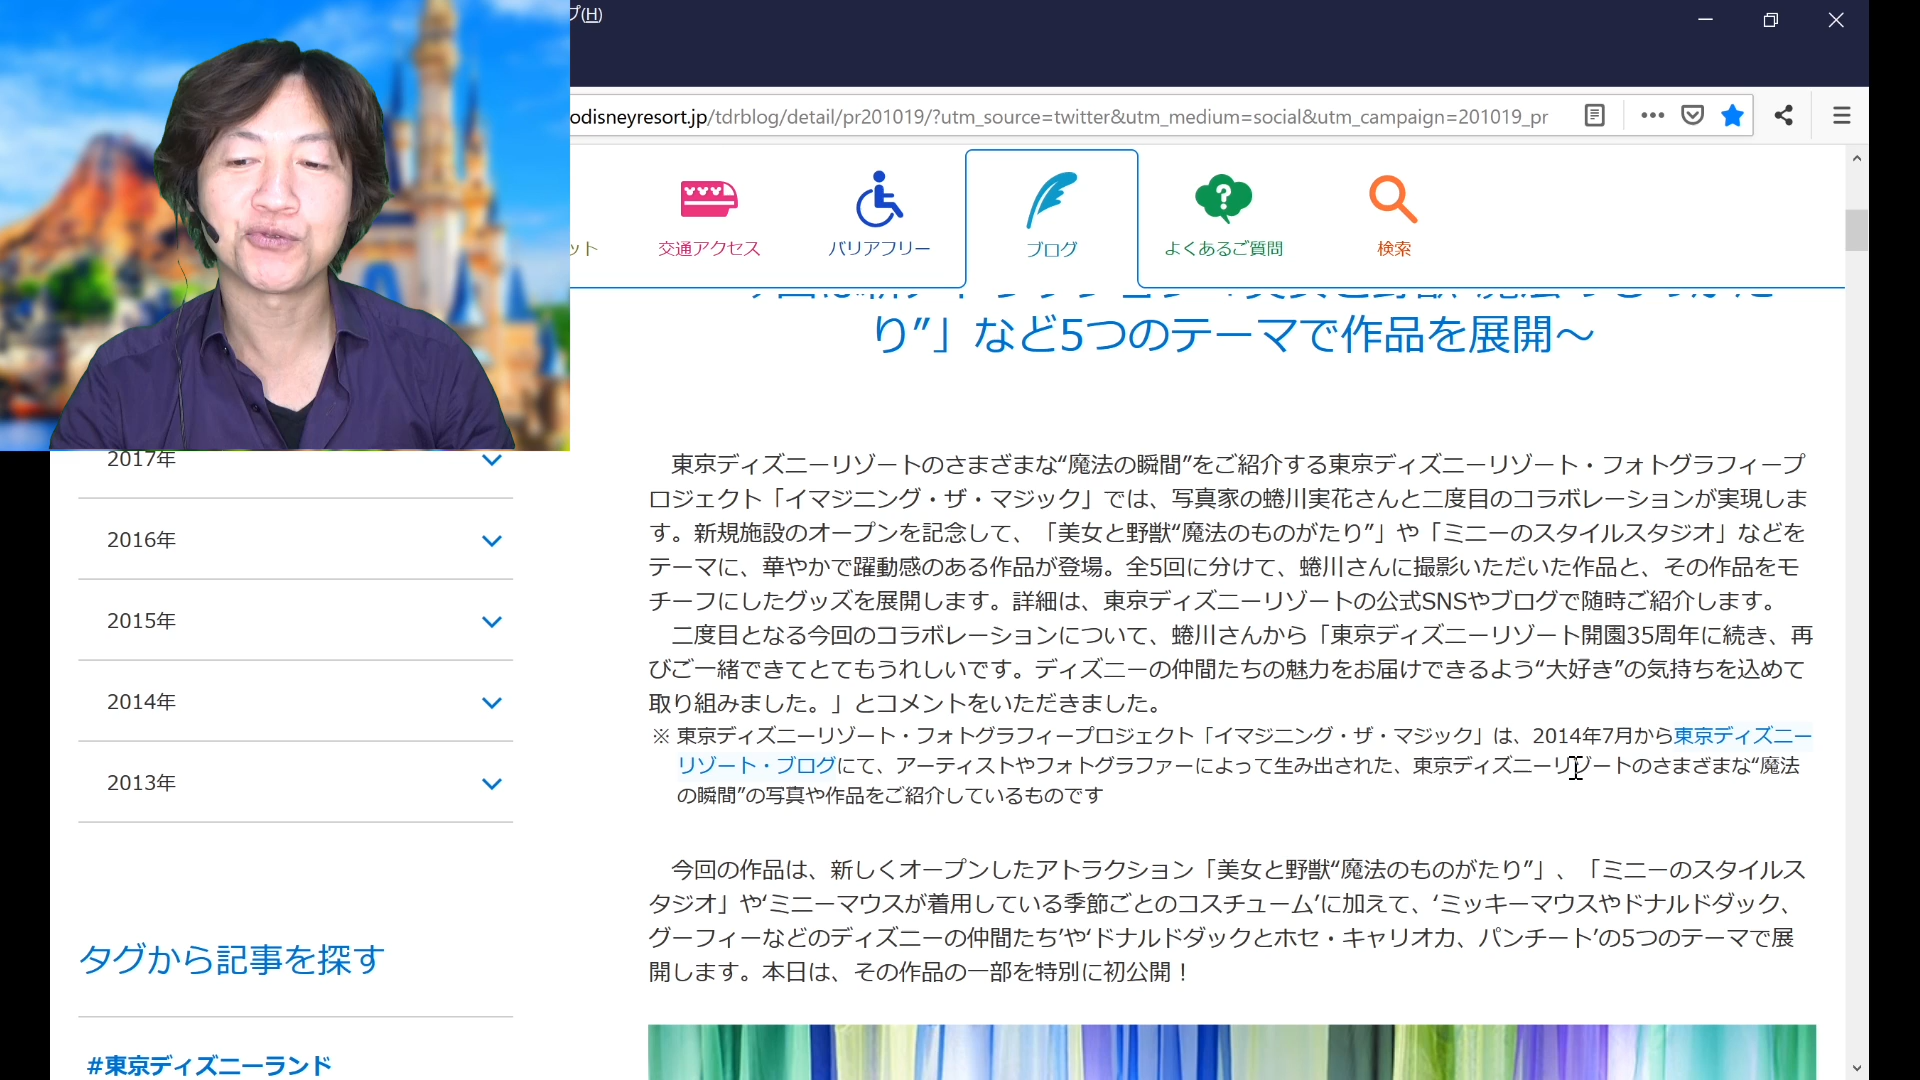 プ(H)
odisneyresort.jp/tdrblog/detail/pr201019/?utm_source=twitter&utm_medium=social&utm_campaign=201019_pr
ット
交通アクセス
バリアフリー
ブログ
よくあるご質問
検索
り”」など5つのテーマで作品を展開～
東京ディズニーリゾートのさまざまな“魔法の瞬間”をご紹介する東京ディズニーリゾート・フォトグラフィープ
ロジェクト「イマジニング・ザ・マジック」では、写真家の蜷川実花さんと二度目のコラボレーションが実現しま
す。新規施設のオープンを記念して、「美女と野獣“魔法のものがたり”」や「ミニーのスタイルスタジオ」などを
テーマに、華やかで躍動感のある作品が登場。全5回に分けて、蜷川さんに撮影いただいた作品と、その作品をモ
チーフにしたグッズを展開します。詳細は、東京ディズニーリゾートの公式SNSやブログで随時ご紹介します。
二度目となる今回のコラボレーションについて、蜷川さんから「東京ディズニーリゾート開園35周年に続き、再
びご一緒できてとてもうれしいです。ディズニーの仲間たちの魅力をお届けできるよう“大好き”の気持ちを込めて
取り組みました。」とコメントをいただきました。
※ 東京ディズニーリゾート・フォトグラフィープロジェクト「イマジニング・ザ・マジック」は、2014年7月から東京ディズニー
リゾート・ブログにて、アーティストやフォトグラファーによって生み出された、東京ディズニーリゾートのさまざまな“魔法
の瞬間”の写真や作品をご紹介しているものです
今回の作品は、新しくオープンしたアトラクション「美女と野獣“魔法のものがたり”」、「ミニーのスタイルス
タジオ」や‘ミニーマウスが着用している季節ごとのコスチューム’に加えて、‘ミッキーマウスやドナルドダック、
グーフィーなどのディズニーの仲間たち’や‘ドナルドダックとホセ・キャリオカ、パンチート’の5つのテーマで展
開します。本日は、その作品の一部を特別に初公開！
2017年
2016年
2015年
2014年
2013年
タグから記事を探す
#東京ディズニーランド